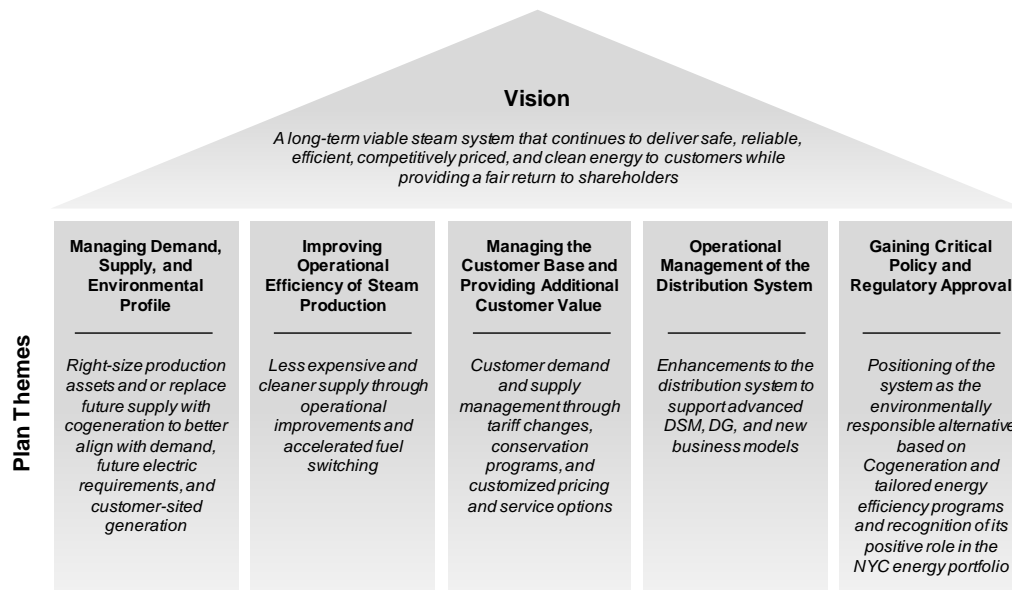 Vision
A long-term viable steam system that continues to deliver safe, reliable,
efficient, competitively priced, and clean energy to customers while
providing a fair return to shareholders
Plan Themes
Managing Demand,
Supply, and
Environmental
Profile
Right-size production
assets and or replace
future supply with
cogeneration to better
align with demand,
future electric
requirements, and
customer-sited
generation
Improving
Operational
Efficiency of Steam
Production
Less expensive and
cleaner supply through
operational
improvements and
accelerated fuel
switching
Managing the
Customer Base and
Providing Additional
Customer Value
Customer demand
and supply
management through
tariff changes,
conservation
programs, and
customized pricing
and service options
Operational
Management of the
Distribution System
Enhancements to the
distribution system to
support advanced
DSM, DG, and new
business models
Gaining Critical
Policy and
Regulatory Approval
Positioning of the
system as the
environmentally
responsible alternative
based on
Cogeneration and
tailored energy
efficiency programs
and recognition of its
positive role in the
NYC energy portfolio